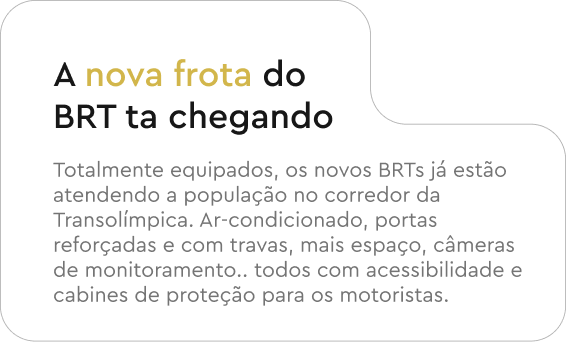 A nova frota do
BRT ta chegando
Totalmente equipados, os novos BRTs já estão
atendendo a população no corredor da
Transolímpica. Ar-condicionado, portas
reforçadas e com travas, mais espaço, câmeras
de monitoramento.. todos com acessibilidade e
cabines de proteção para os motoristas.